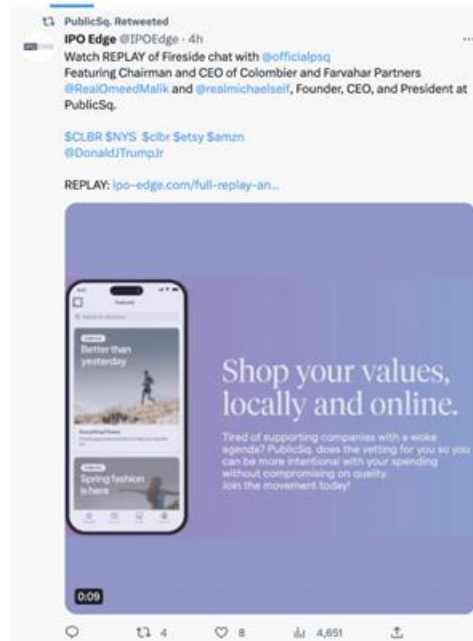 PublicSq. Retweeted
IPO Edge @IPOEdge · 4h
Watch REPLAY of Fireside chat with @officialpsq
Featuring Chairman and CEO of Colombier and Farvahar Partners
@RealOmeedMalik and @realmichaelseif, Founder, CEO, and President at
PublicSq.
$CLBR $NYS $clbr $etsy $amzn
@DonaldJTrumpJr
REPLAY: ipo-edge.com/full-replay-an...
Better than
yesterday
Spring fashion
is here
Shop your values,
locally and online.
Tired of supporting companies with a woke
agenda? PublicSq. does the vetting for you so you
can be more intentional with your spending
without compromising on quality.
Join the movement today!
0:09
4
8
4,651